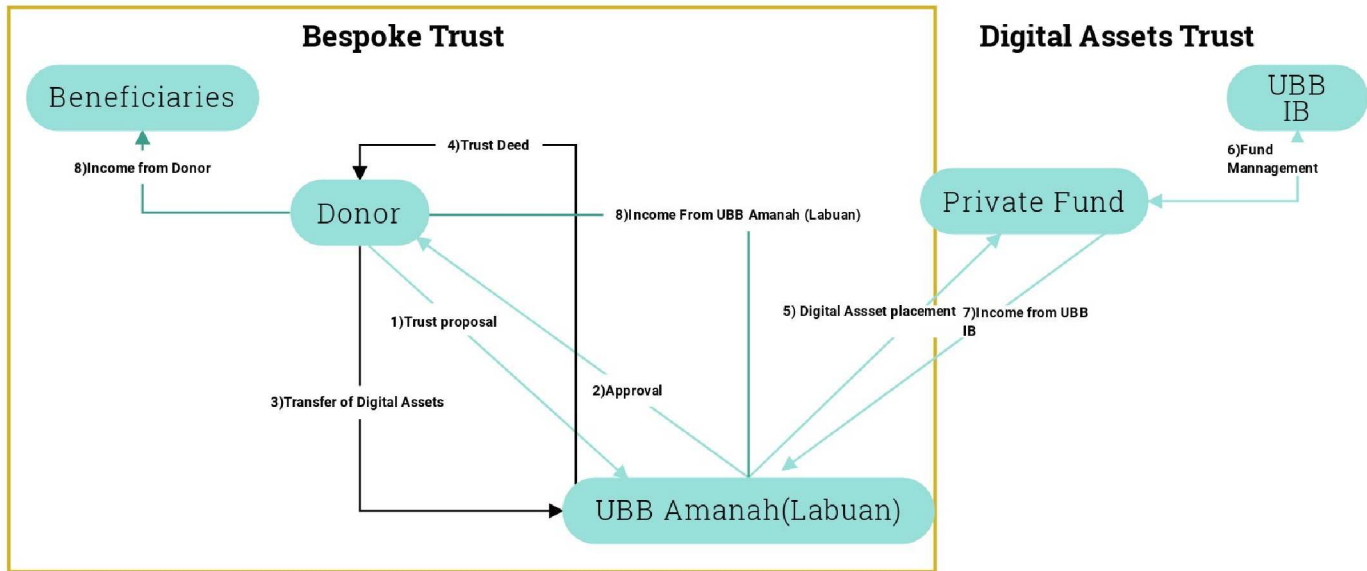 Bespoke Trust
Digital Assets Trust
Beneficiaries
UBB
IB
4)Trust Deed
6)Fund
Mannagement
8)Income from Donor
Donor
8)Income From UBB Amanah (Labuan)
Private Fund
1)Trust proposal
5) Digital Assset placement
7)Income from UBB
IB
2)Approval
3)Transfer of Digital Assets
UBB Amanah(Labuan)